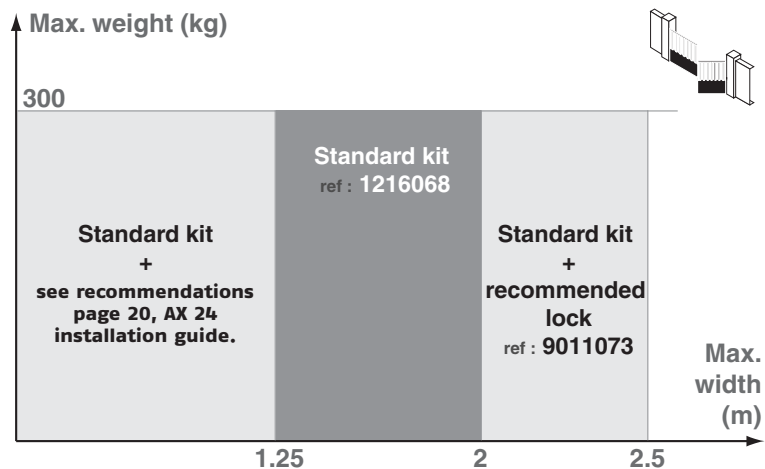 Max. weight (kg)
300
Standard kit
ref : 1216068
Standard kit
+
see recommendations
page 20, AX 24
installation guide.
Standard kit
+
recommended
lock
ref : 9011073
Max.
width
(m)
1.25
2
2.5